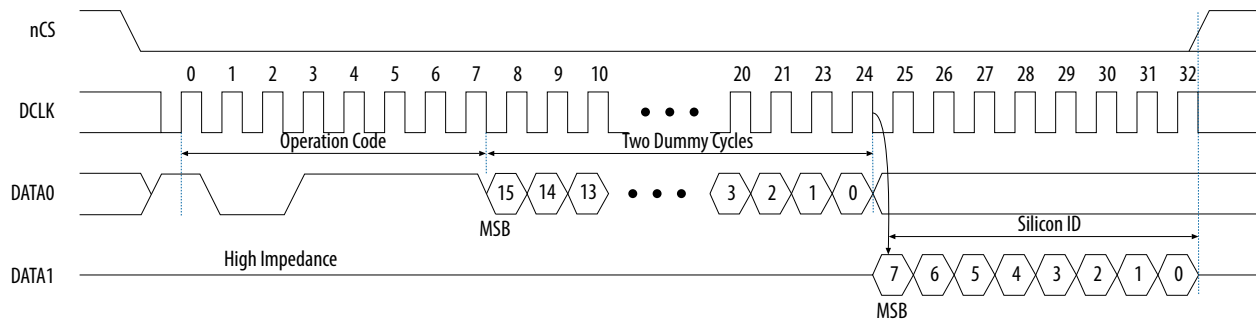 nCS
0 1 2 3 4 5 6 7 8 9 10 20 21 23 24 25 26 27 28 29 30 31 32
DCLK
Operation Code Two Dummy Cycles
DATA0 15 14 13 3 2 1 0
MSB Silicon ID
High Impedance
DATA1 7 6 5 4 3 2 1 0
MSB